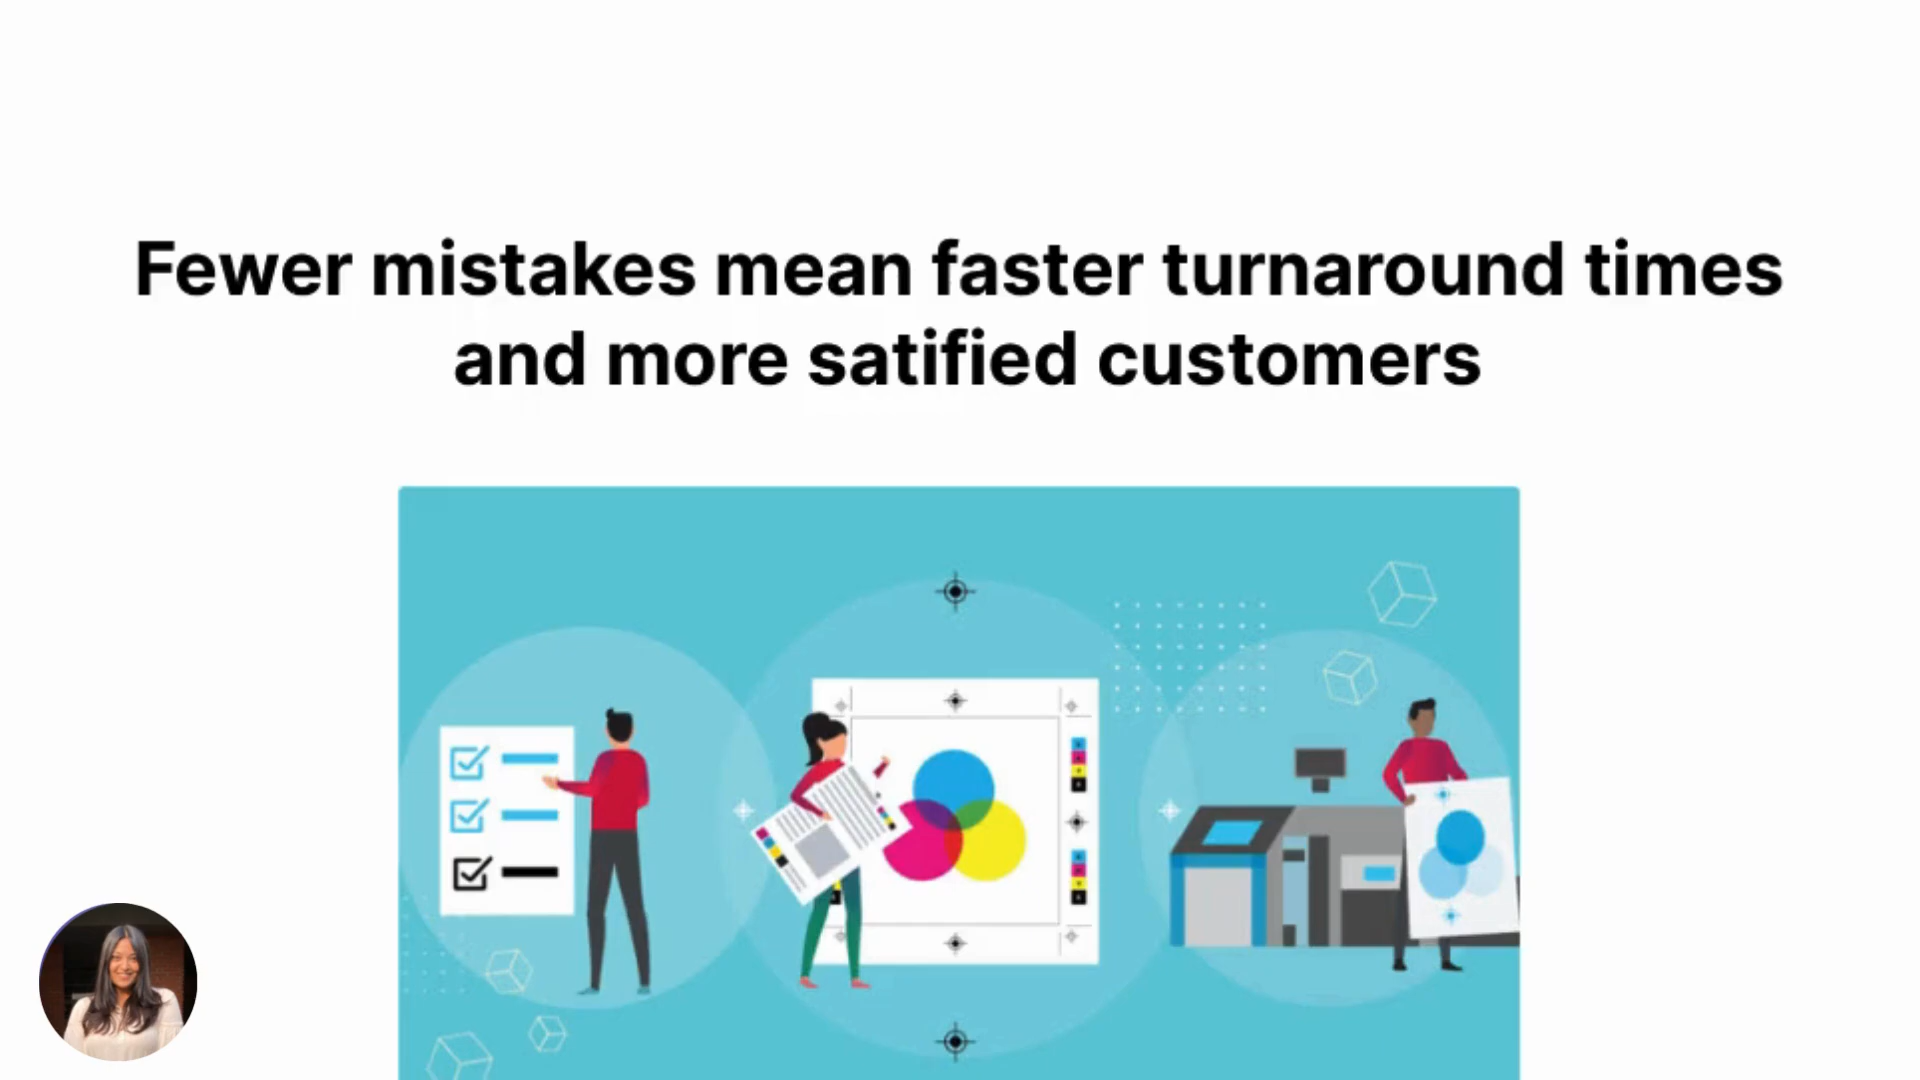 Fewer mistakes mean faster turnaround times
and more satified customers